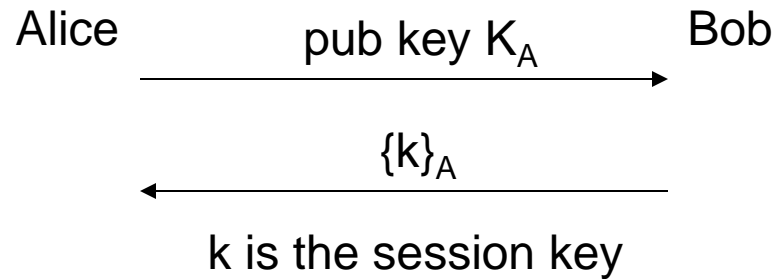 Alice pub key K_A Bob
{k}_A
k is the session key